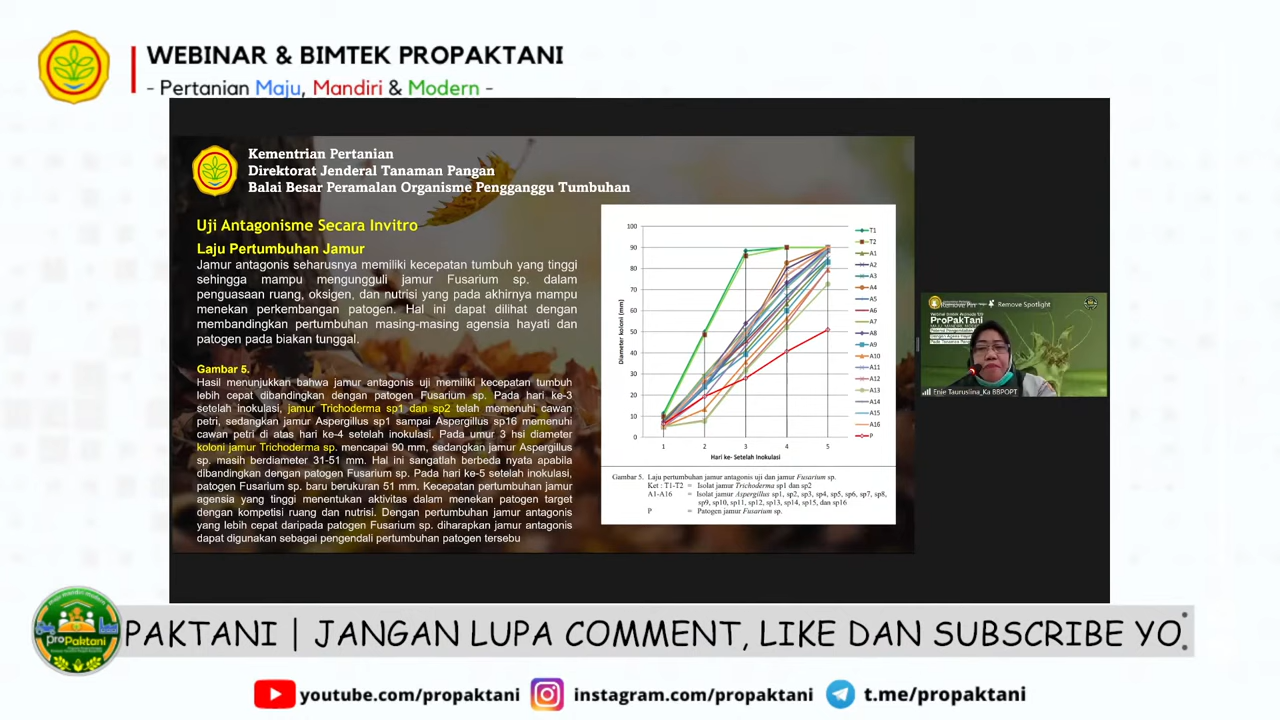 WEBINAR & BIMTEK PROPAKTANI
- Pertanian Maju, Mandiri & Modern -
Kementrian Pertanian
Direktorat Jenderal Tanaman Pangan
Balai Besar Peramalan Organisme Pengganggu Tumbuhan
Uji Antagonisme Secara Invitro
Laju Pertumbuhan Jamur
Jamur antagonis seharusnya memiliki kecepatan tumbuh yang tinggi
sehingga mampu mengungguli jamur Fusarium sp. dalam
penguasaan ruang, oksigen, dan nutrisi yang pada akhirnya mampu
menekan perkembangan patogen. Hal ini dapat dilihat dengan
membandingkan pertumbuhan masing-masing agensia hayati dan
patogen pada biakan tunggal.
Gambar 5.
Hasil menunjukkan bahwa jamur antagonis uji memiliki kecepatan tumbuh
lebih cepat dibandingkan dengan patogen Fusarium sp. Pada hari ke-3
setelah inokulasi, jamur Trichoderma sp1 dan sp2 telah memenuhi cawan
petri, sedangkan jamur Aspergillus sp1 sampai Aspergillus sp16 memenuhi
cawan petri di atas hari ke-4 setelah inokulasi. Pada umur 3 hsi diameter
koloni jamur Trichoderma sp. mencapai 90 mm, sedangkan jamur Aspergillus
sp. masih berdiameter 31-51 mm. Hal ini sangatlah berbeda nyata apabila
dibandingkan dengan patogen Fusarium sp. Pada hari ke-5 setelah inokulasi,
patogen Fusarium sp. baru berukuran 51 mm. Kecepatan pertumbuhan jamur
agensia yang tinggi menentukan aktivitas dalam menekan patogen target
dengan kompetisi ruang dan nutrisi. Dengan pertumbuhan jamur antagonis
yang lebih cepat daripada patogen Fusarium sp. diharapkan jamur antagonis
dapat digunakan sebagai pengendali pertumbuhan patogen tersebu
Diameter koloni (mm)
100
90
80
70
60
50
40
30
20
10
0
1 2 3 4 5
Hari ke- Setelah Inokulasi
T1
T2
A1
A2
A3
A4
A5
A6
A7
A8
A9
A10
A11
A12
A13
A14
A15
A16
P
Gambar 5. Laju pertumbuhan jamur antagonis uji dan jamur Fusarium sp.
Ket : T1-T2 = Isolat jamur Trichoderma sp1 dan sp2
A1-A16 = Isolat jamur Aspergillus sp1, sp2, sp3, sp4, sp5, sp6, sp7, sp8,
sp9, sp10, sp11, sp12, sp13, sp14, sp15, dan sp16
P = Patogen jamur Fusarium sp.
Remove Spotlight
ProPakTani
Enie Tauruslina_Ka BBPOPT
proPaktani
PAKTANI | JANGAN LUPA COMMENT, LIKE DAN SUBSCRIBE YO
youtube.com/propaktani instagram.com/propaktani t.me/propaktani